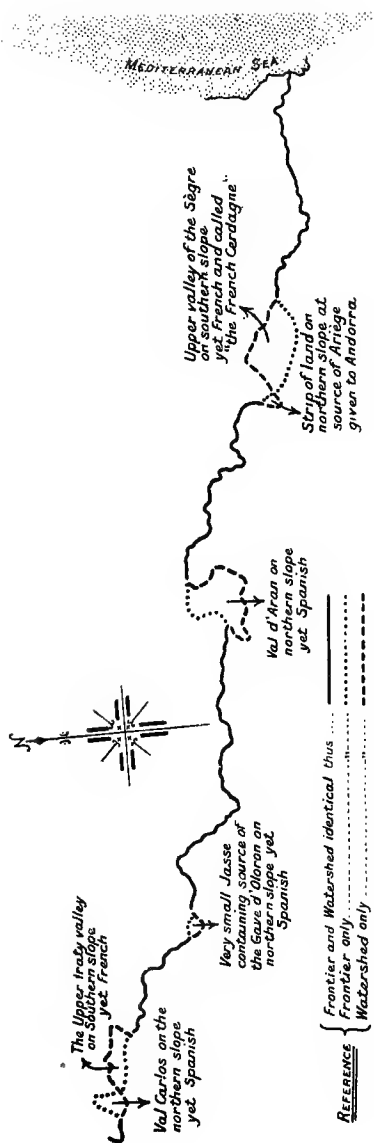 The Upper Iraty valley
on Southern slope
yet French
Val Carlos on the
northern slope
yet Spanish
Very small Jasse
containing source of
the Gave d'Oloron on
northern slope yet
Spanish
N
Val d'Aran on
northern slope
yet Spanish
Upper valley of the Sègre
on southern slope
yet French and called
"the French Cerdagne"
Strip of land on
northern slope at
source of Ariege
given to Andorra
MEDITERRANEAN SEA
REFERENCE
Frontier and Watershed identical thus ....
Frontier only ........ " ....
Watershed only ........ " ....